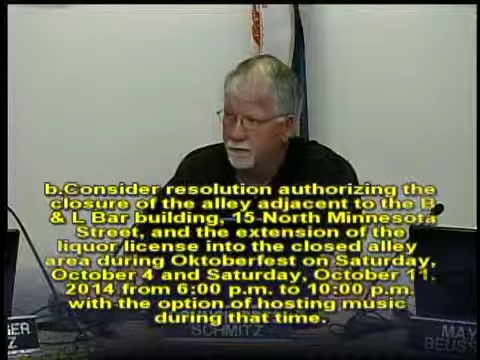 b.Consider resolution authorizing the
closure of the alley adjacent to the B
& L Bar building, 15 North Minnesota
Street, and the extension of the
liquor license into the closed alley
area during Oktoberfest on Saturday,
October 4 and Saturday, October 11,
2014 from 6:00 p.m. to 10:00 p.m.
with the option of hosting music
during that time.
SCHMITZ